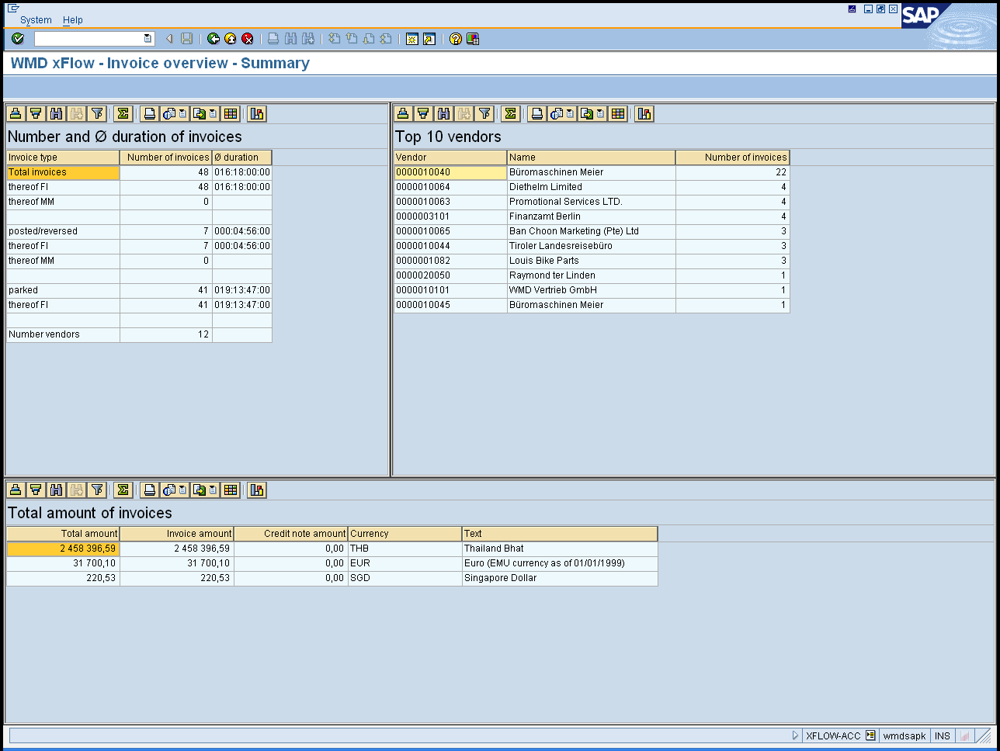 System Help
SAP
WMD xFlow - Invoice overview - Summary
Number and Ø duration of invoices
Invoice type Number of invoices Ø duration
Total invoices 48 016:18:00:00
thereof FI 48 016:18:00:00
thereof MM 0
posted/reversed 7 000:04:56:00
thereof FI 7 000:04:56:00
thereof MM 0
parked 41 019:13:47:00
thereof FI 41 019:13:47:00
Number vendors 12
Top 10 vendors
Vendor Name Number of invoices
0000010040 Büromaschinen Meier 22
0000010064 Diethelm Limited 4
0000010063 Promotional Services LTD. 4
0000003101 Finanzamt Berlin 4
0000010065 Ban Choon Marketing (Pte) Ltd 3
0000010044 Tiroler Landesreisebüro 3
0000001082 Louis Bike Parts 3
0000020050 Raymond ter Linden 1
0000010101 WMD Vertrieb GmbH 1
0000010045 Büromaschinen Meier 1
Total amount of invoices
Total amount Invoice amount Credit note amount Currency Text
2 458 396,59 2 458 396,59 0,00 THB Thailand Bhat
31 700,10 31 700,10 0,00 EUR Euro (EMU currency as of 01/01/1999)
220,53 220,53 0,00 SGD Singapore Dollar
XFLOW-ACC wmdsapk INS